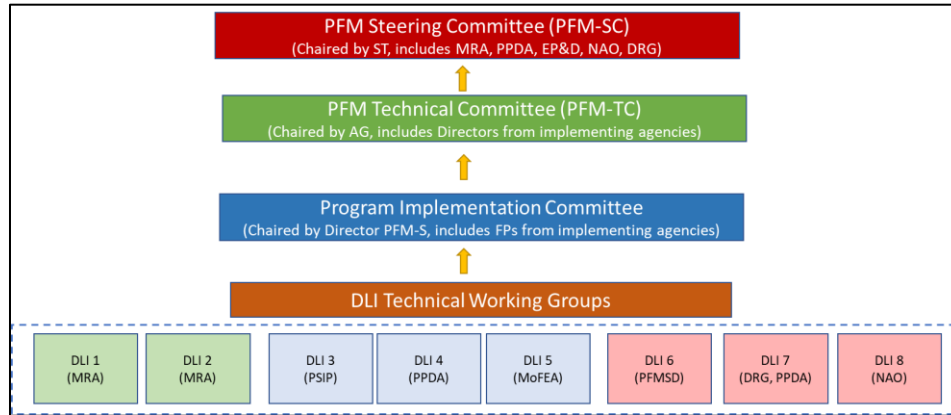 PFM Steering Committee (PFM-SC)
(Chaired by ST, includes MRA, PPDA, EP&D, NAO, DRG)
PFM Technical Committee (PFM-TC)
(Chaired by AG, includes Directors from implementing agencies)
Program Implementation Committee
(Chaired by Director PFM-S, includes FPs from implementing agencies)
DLI Technical Working Groups
DLI 1
(MRA)
DLI 2
(MRA)
DLI 3
(PSIP)
DLI 4
(PPDA)
DLI 5
(MoFEA)
DLI 6
(PFMSD)
DLI 7
(DRG, PPDA)
DLI 8
(NAO)